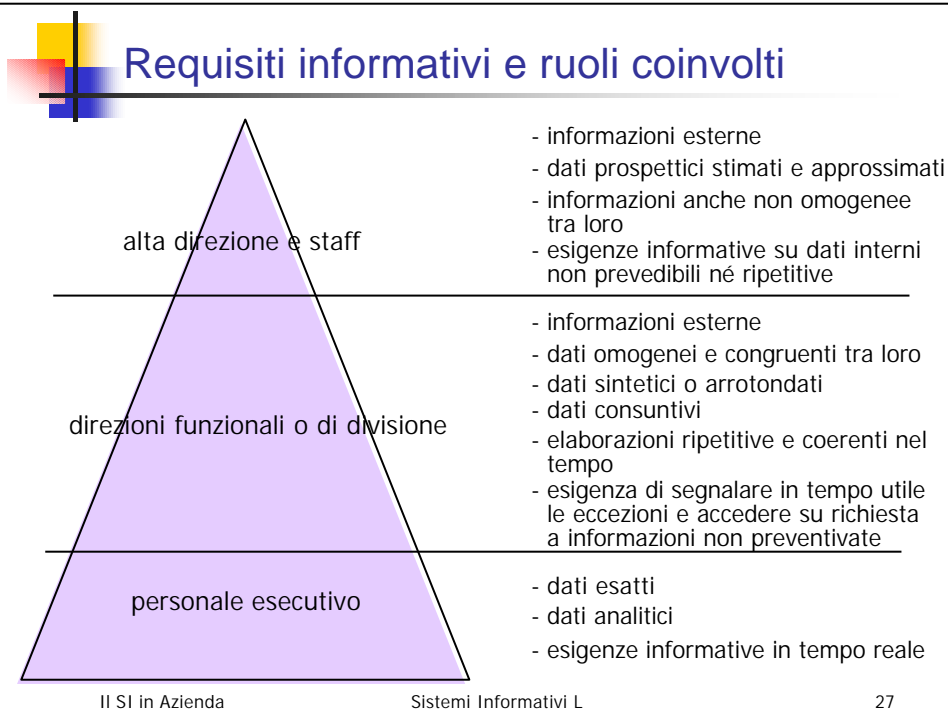 Requisiti informativi e ruoli coinvolti
- informazioni esterne
- dati prospettici stimati e approssimati
- informazioni anche non omogenee
tra loro
- esigenze informative su dati interni
non prevedibili né ripetitive
alta direzione e staff
- informazioni esterne
- dati omogenei e congruenti tra loro
- dati sintetici o arrotondati
- dati consuntivi
- elaborazioni ripetitive e coerenti nel
tempo
- esigenza di segnalare in tempo utile
le eccezioni e accedere su richiesta
a informazioni non preventivate
direzioni funzionali o di divisione
- dati esatti
- dati analitici
- esigenze informative in tempo reale
personale esecutivo
Il SI in Azienda
Sistemi Informativi L
27